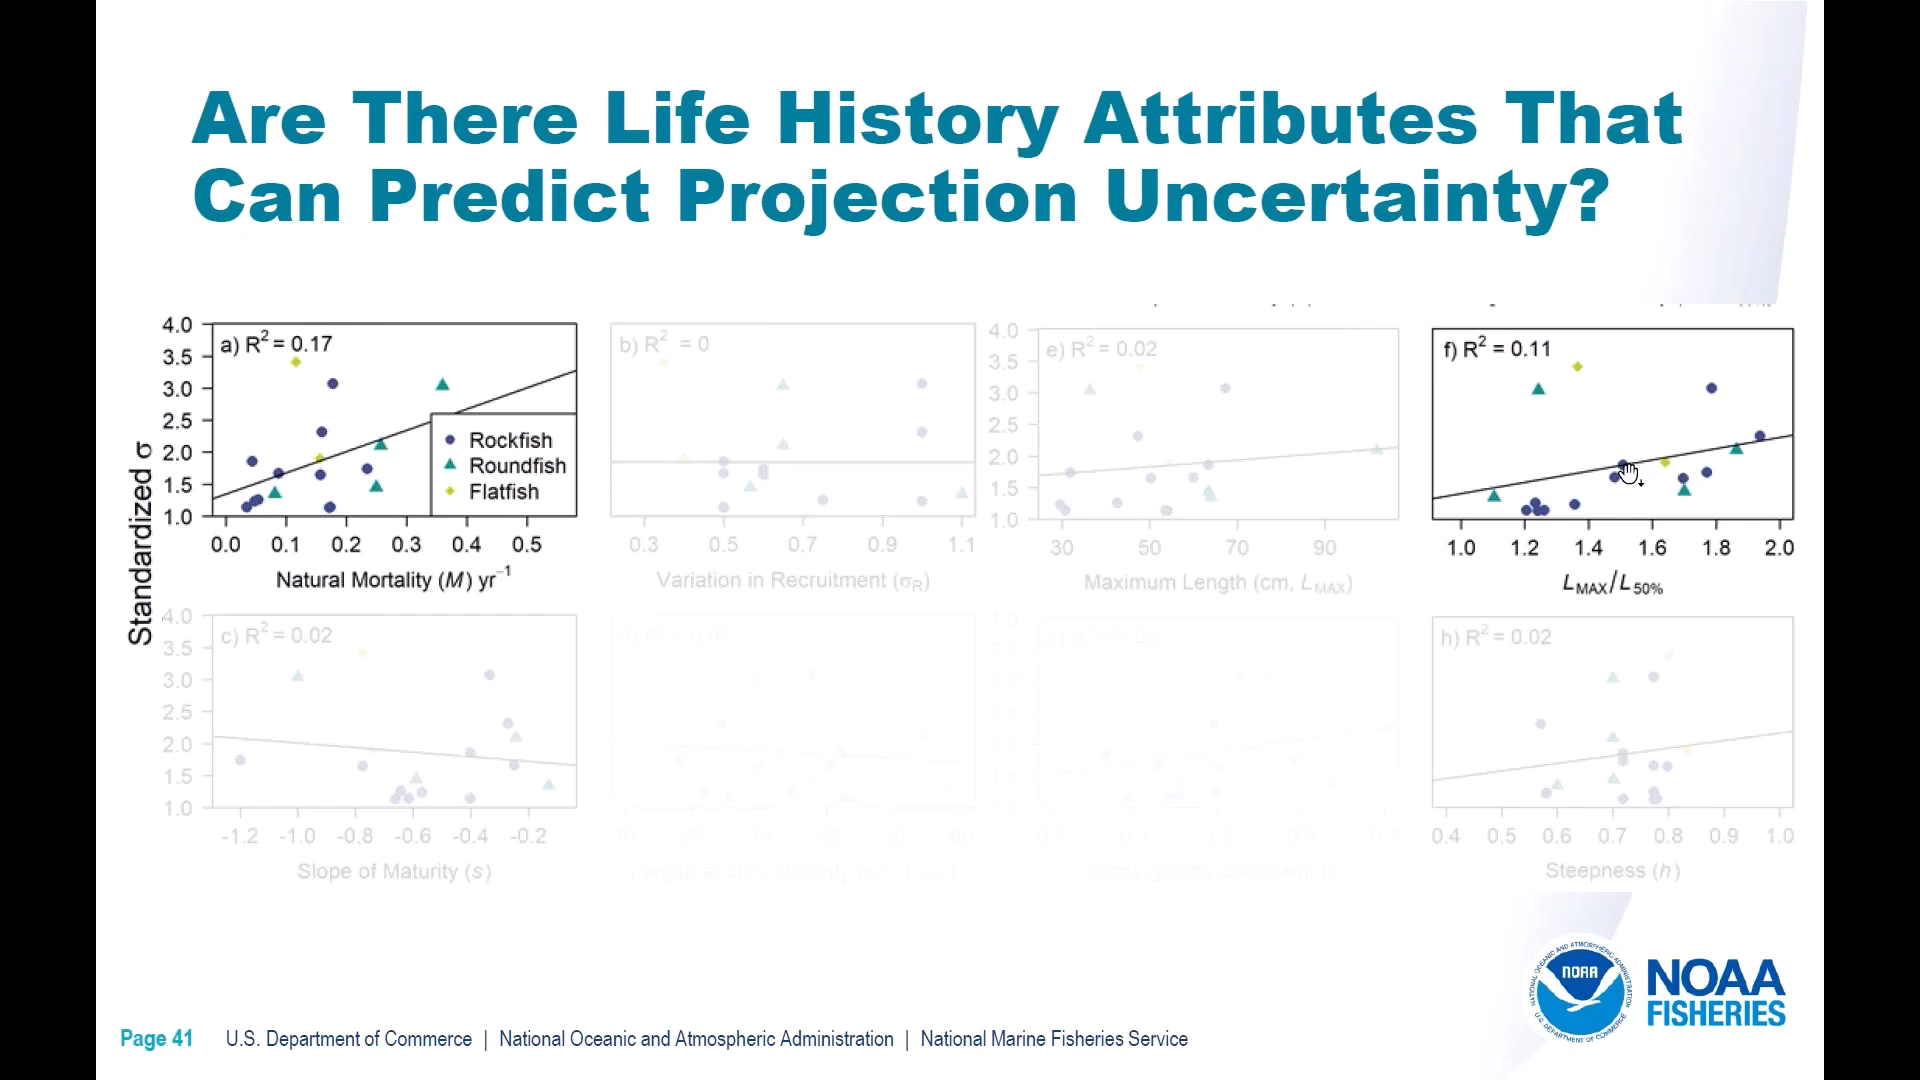 Are There Life History Attributes That
Can Predict Projection Uncertainty?
Standardized σ
4.0
3.5
3.0
2.5
2.0
1.5
1.0
a) R² = 0.17
Rockfish
Roundfish
Flatfish
0.0 0.1 0.2 0.3 0.4 0.5
Natural Mortality (M) yr⁻¹
b) R² = 0
0.3 0.5 0.7 0.9 1.1
Variation in Recruitment (σR)
4.0
3.5
3.0
2.5
2.0
1.5
1.0
e) R² = 0.02
30 50 70 90
Maximum Length (cm, LMAX)
f) R² = 0.11
1.0 1.2 1.4 1.6 1.8 2.0
LMAX/L50%
4.0
3.5
3.0
2.5
2.0
1.5
1.0
c) R² = 0.02
-1.2 -1.0 -0.8 -0.6 -0.4 -0.2
Slope of Maturity (s)
h) R² = 0.02
0.4 0.5 0.6 0.7 0.8 0.9 1.0
Steepness (h)
NATIONAL OCEANIC AND ATMOSPHERIC ADMINISTRATION
U.S. DEPARTMENT OF COMMERCE
NOAA
NOAA
FISHERIES
Page 41 U.S. Department of Commerce | National Oceanic and Atmospheric Administration | National Marine Fisheries Service